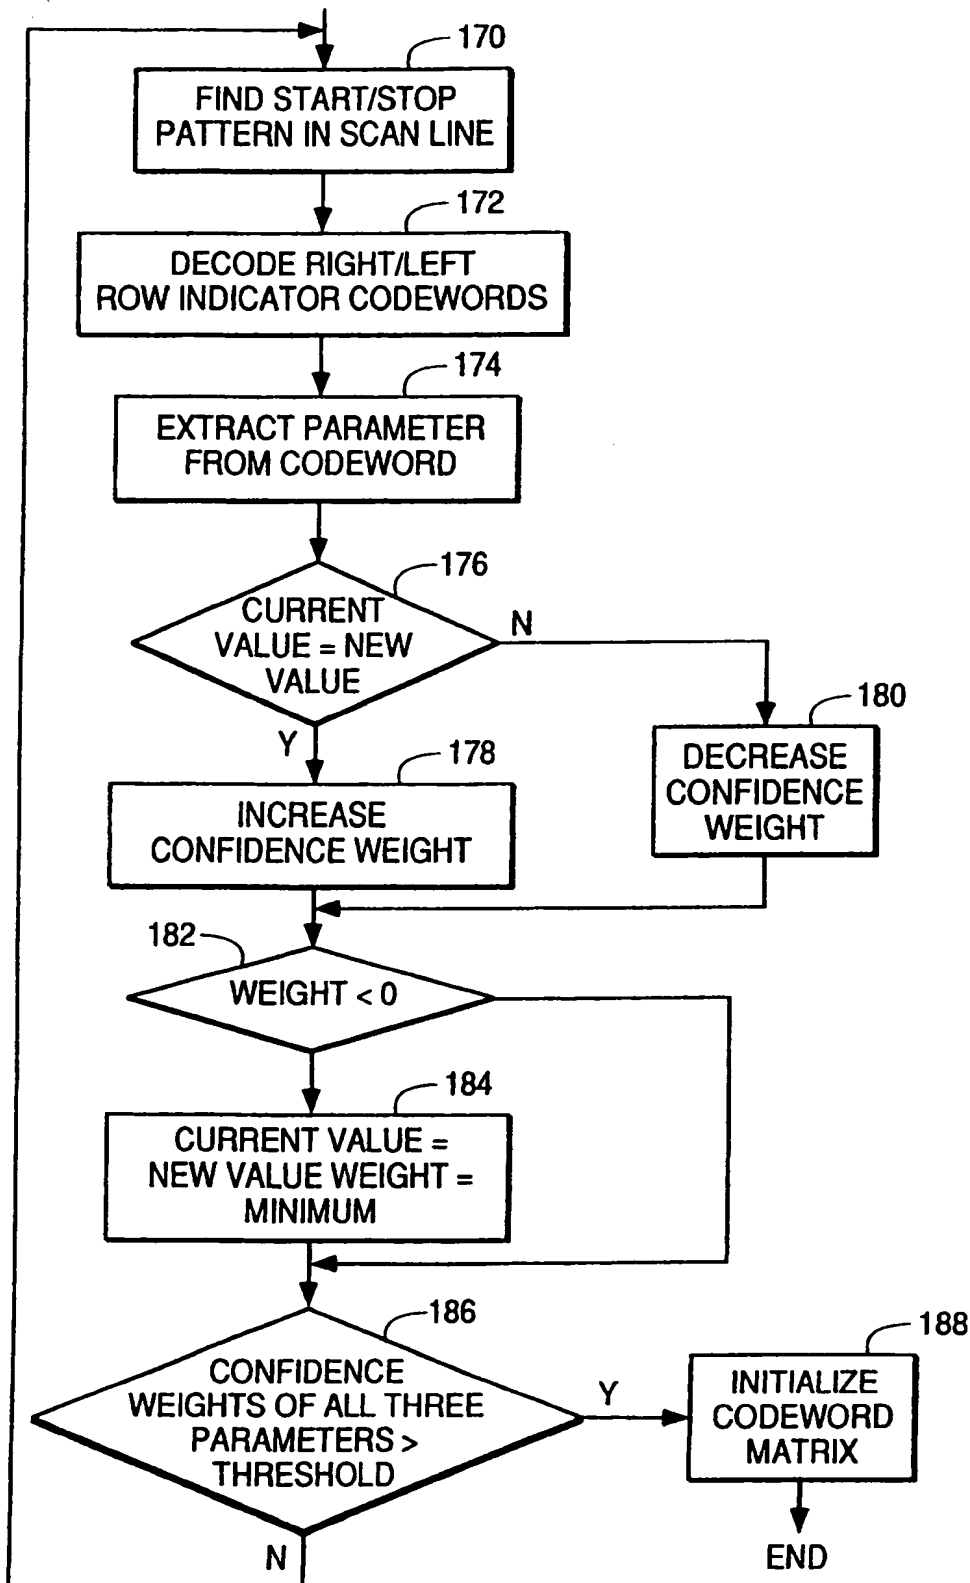 170
FIND START/STOP
PATTERN IN SCAN LINE
172
DECODE RIGHT/LEFT
ROW INDICATOR CODEWORDS
174
EXTRACT PARAMETER
FROM CODEWORD
176
CURRENT
VALUE = NEW
VALUE
N
Y
180
DECREASE
CONFIDENCE
WEIGHT
178
INCREASE
CONFIDENCE WEIGHT
182
WEIGHT < 0
184
CURRENT VALUE =
NEW VALUE WEIGHT =
MINIMUM
186
CONFIDENCE
WEIGHTS OF ALL THREE
PARAMETERS >
THRESHOLD
Y
N
188
INITIALIZE
CODEWORD
MATRIX
END